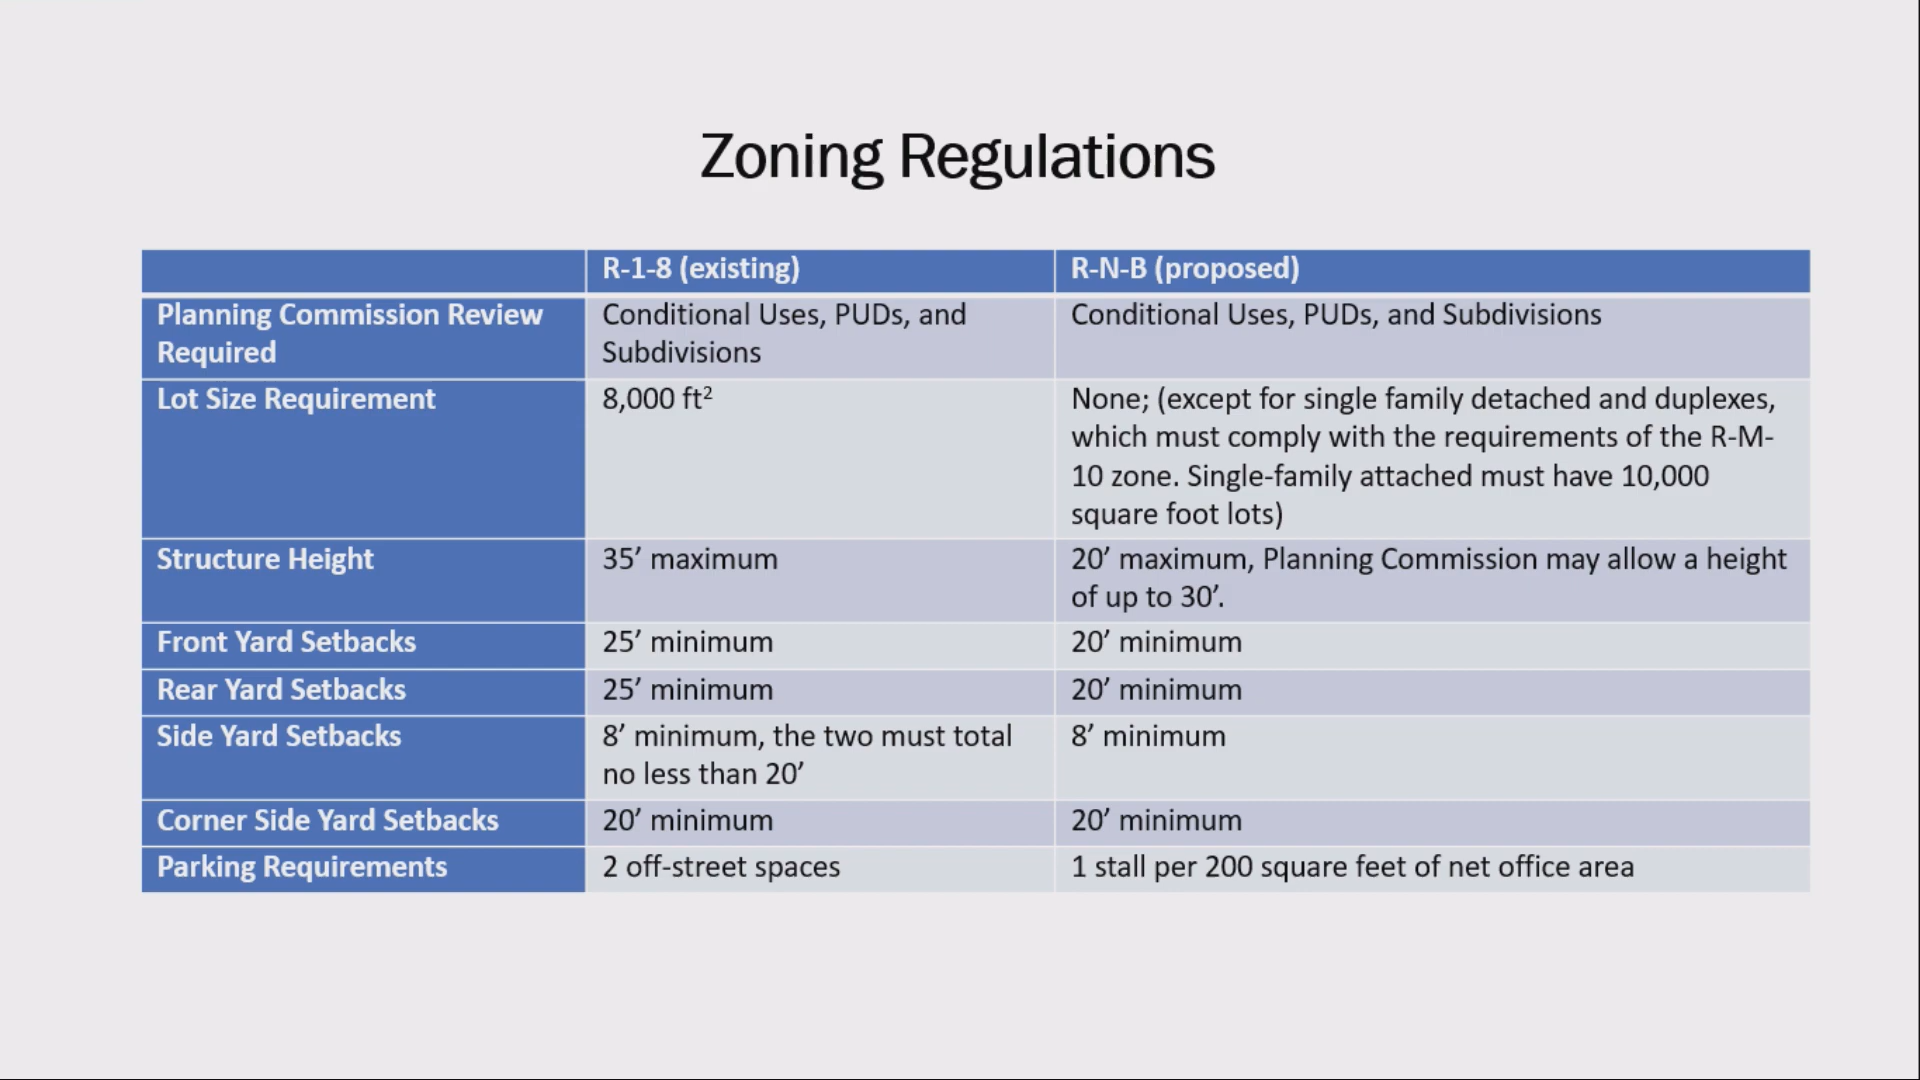 Zoning Regulations
R-1-8 (existing)
R-N-B (proposed)
Planning Commission Review
Required
Conditional Uses, PUDs, and
Subdivisions
Conditional Uses, PUDs, and Subdivisions
Lot Size Requirement
8,000 ft²
None; (except for single family detached and duplexes,
which must comply with the requirements of the R-M-
10 zone. Single-family attached must have 10,000
square foot lots)
Structure Height
35’ maximum
20’ maximum, Planning Commission may allow a height
of up to 30’.
Front Yard Setbacks
25’ minimum
20’ minimum
Rear Yard Setbacks
25’ minimum
20’ minimum
Side Yard Setbacks
8’ minimum, the two must total
no less than 20’
8’ minimum
Corner Side Yard Setbacks
20’ minimum
20’ minimum
Parking Requirements
2 off-street spaces
1 stall per 200 square feet of net office area